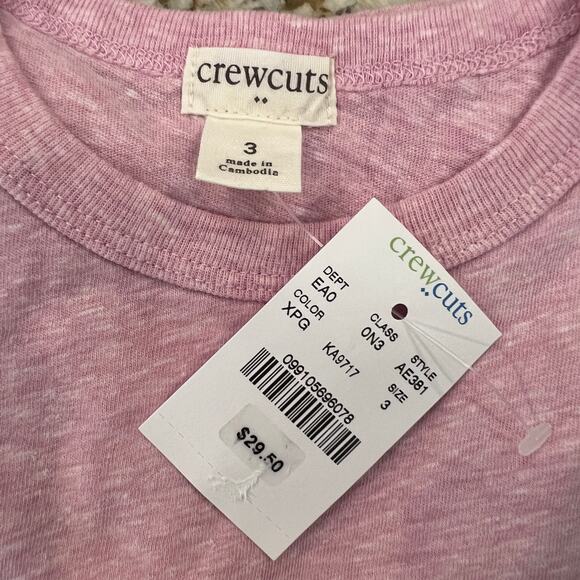 crewcuts
3
made in
Cambodia
crewcuts
DEPT CLASS STYLE
EA0 0N3 AE381
COLOR SIZE
XPG KA9717 3
099105696078
$29.50